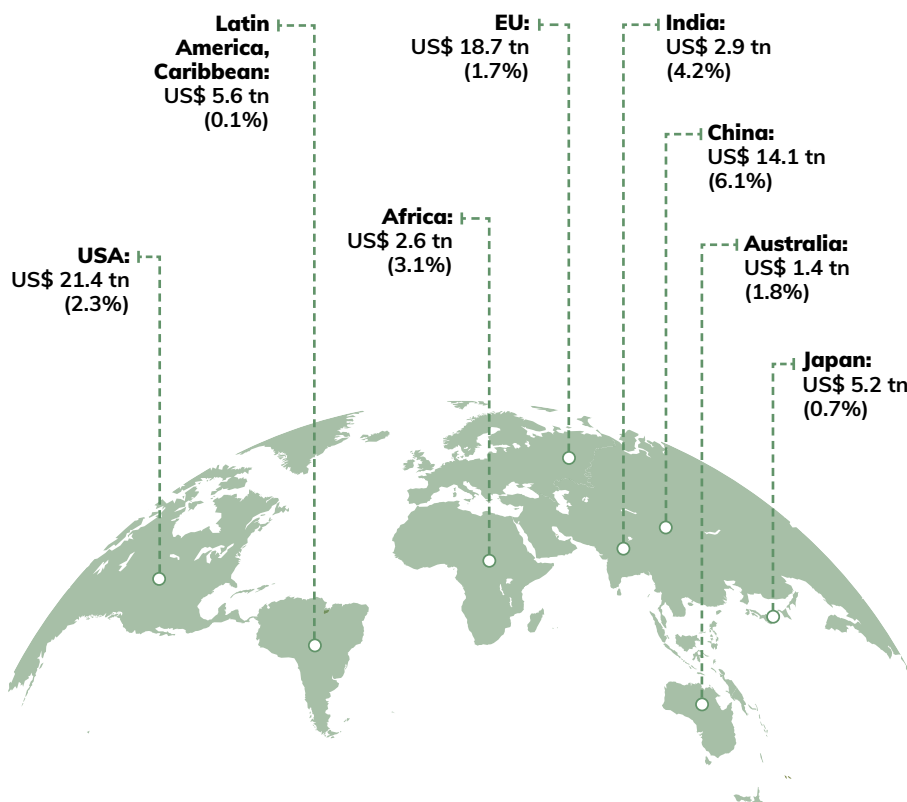 Latin
America,
Caribbean:
US$ 5.6 tn
(0.1%)
EU:
US$ 18.7 tn
(1.7%)
India:
US$ 2.9 tn
(4.2%)
China:
US$ 14.1 tn
(6.1%)
Africa:
US$ 2.6 tn
(3.1%)
Australia:
US$ 1.4 tn
(1.8%)
USA:
US$ 21.4 tn
(2.3%)
Japan:
US$ 5.2 tn
(0.7%)